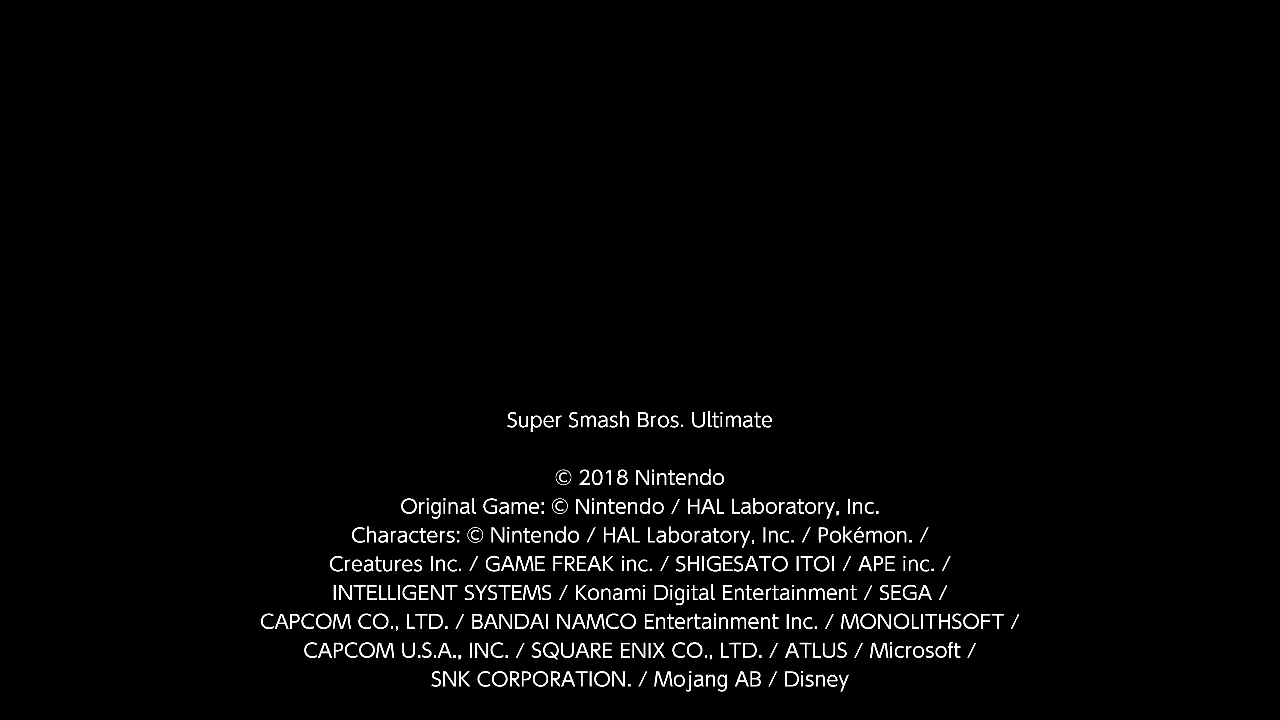 Super Smash Bros. Ultimate
© 2018 Nintendo
Original Game: © Nintendo / HAL Laboratory, Inc.
Characters: © Nintendo / HAL Laboratory, Inc. / Pokémon. /
Creatures Inc. / GAME FREAK inc. / SHIGESATO ITOI / APE inc. /
INTELLIGENT SYSTEMS / Konami Digital Entertainment / SEGA /
CAPCOM CO., LTD. / BANDAI NAMCO Entertainment Inc. / MONOLITHSOFT /
CAPCOM U.S.A., INC. / SQUARE ENIX CO., LTD. / ATLUS / Microsoft /
SNK CORPORATION. / Mojang AB / Disney